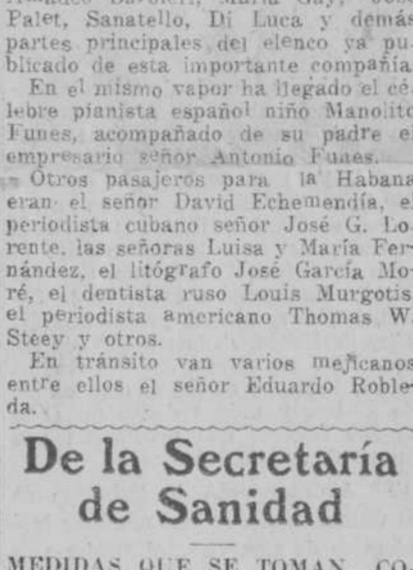 Palet, Sanatello, Di Luca y demás
partes principales del elenco ya pu-
blicado de esta importante compañía
En el mismo vapor ha llegado el cé-
lebre pianista español niño Manolito
Funes, acompañado de su padre el
empresario señor Antonio Funes.
Otros pasajeros para la Habana
eran el señor David Echemendía, el
periodista cubano señor José G. Lo-
rente, las señoras Luisa y María Fer-
nández, el litógrafo José García Mo-
ré, el dentista ruso Louis Murgotis
el periodista americano Thomas W.
Steey y otros.
En tránsito van varios mejicanos
entre ellos el señor Eduardo Roble-
da.
De la Secretaría
de Sanidad
MEDIDAS QUE SE TOMAN. CO-